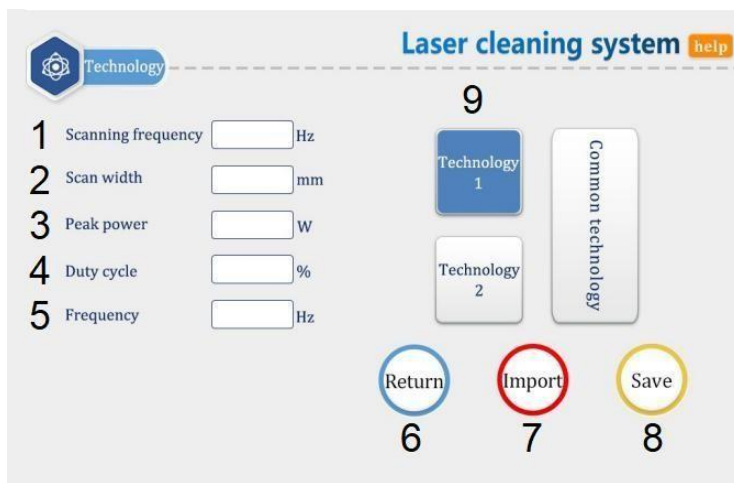 Laser cleaning system help
Technology
9
1 Scanning frequency Hz
2 Scan width mm
3 Peak power W
4 Duty cycle %
5 Frequency Hz
Technology
1
Technology
2
Common technology
Return Import Save
6 7 8